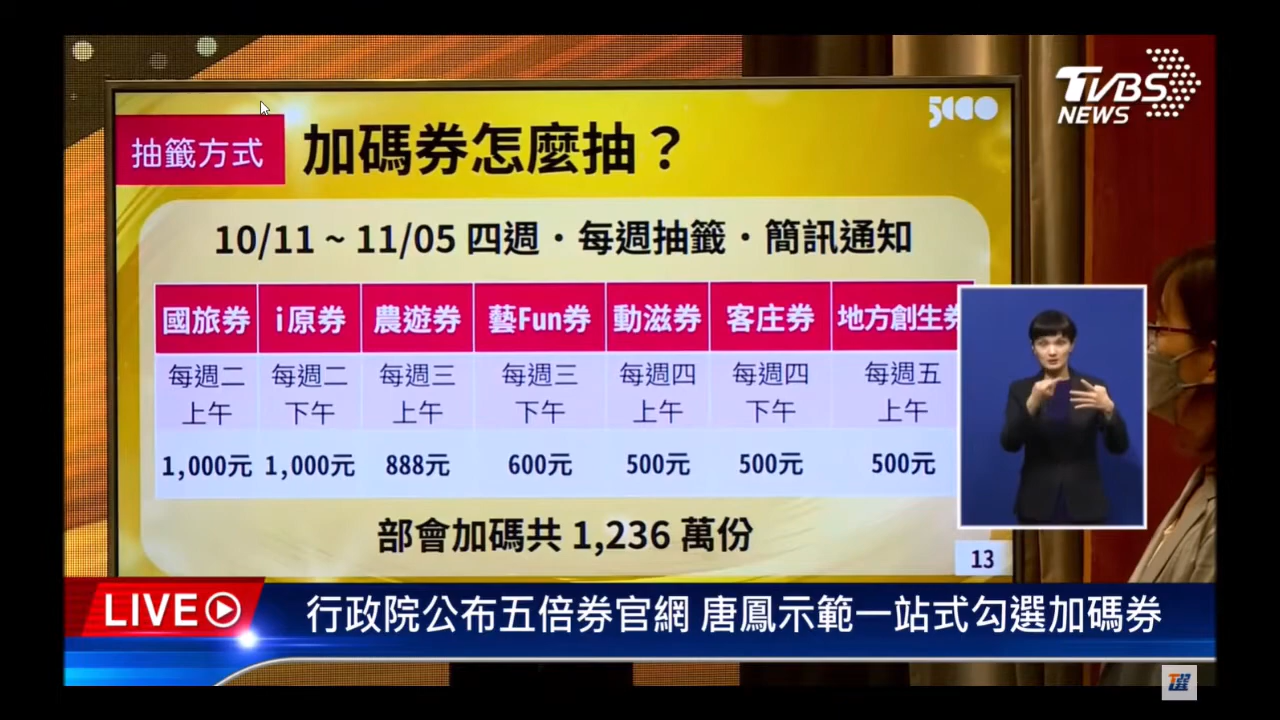 5000
TVBS
NEWS
抽籤方式
加碼券怎麼抽？
10/11 ~ 11/05 四週・每週抽籤・簡訊通知
國旅券 i原券 農遊券 藝Fun券 動滋券 客庄券 地方創生券
每週二 每週二 每週三 每週三 每週四 每週四 每週五
上午 下午 上午 下午 上午 下午 上午
1,000元 1,000元 888元 600元 500元 500元 500元
部會加碼共 1,236 萬份
13
LIVE
行政院公布五倍券官網 唐鳳示範一站式勾選加碼券
T選